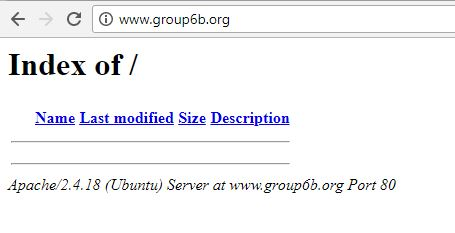 www.group6b.org
Index of /
Name Last modified Size Description
Apache/2.4.18 (Ubuntu) Server at www.group6b.org Port 80